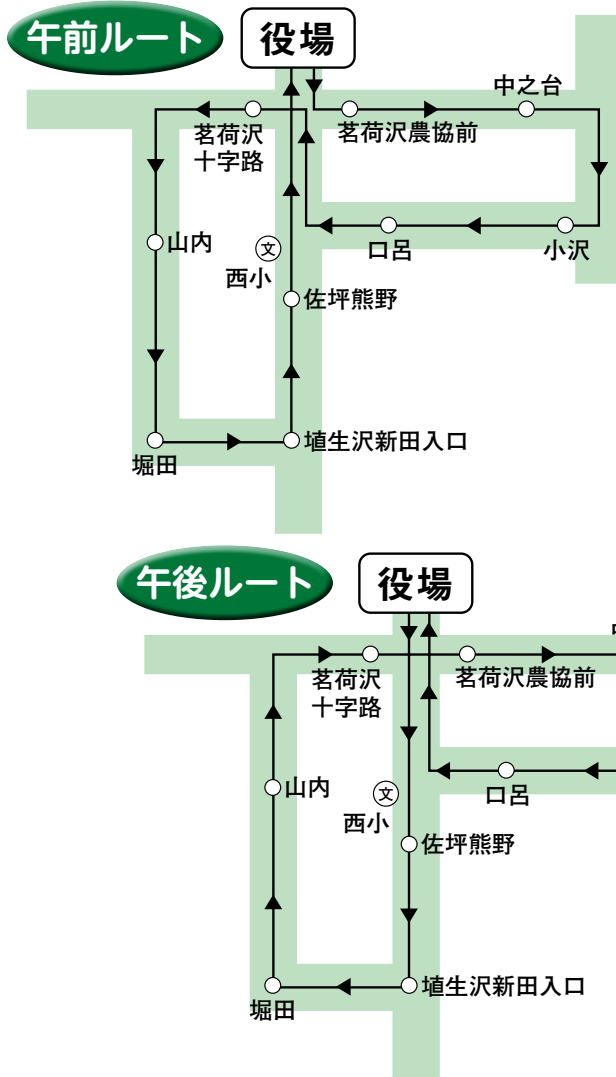 午前ルート
役場
中之台
茗荷沢
十字路
茗荷沢農協前
山内
文
西小
口呂
小沢
佐坪熊野
堀田
埴生沢新田入口
午後ルート
役場
茗荷沢
十字路
茗荷沢農協前
山内
文
西小
口呂
佐坪熊野
堀田
埴生沢新田入口